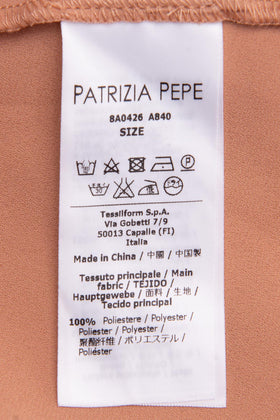 PATRIZIA PEPE
8A0426 A840
SIZE
Tessilform S.p.A.
Via Gobetti 7/9
50013 Capalle (FI)
Italia
Made in China / 中國 / 中国製
Tessuto principale / Main
fabric / TEJIDO /
Hauptgewebe / 面料 / 生地 /
Tecido principal
100% Poliestere / Polyester /
Poliester / Polyester /
聚酯纤维 / ポリエステル /
Poliéster